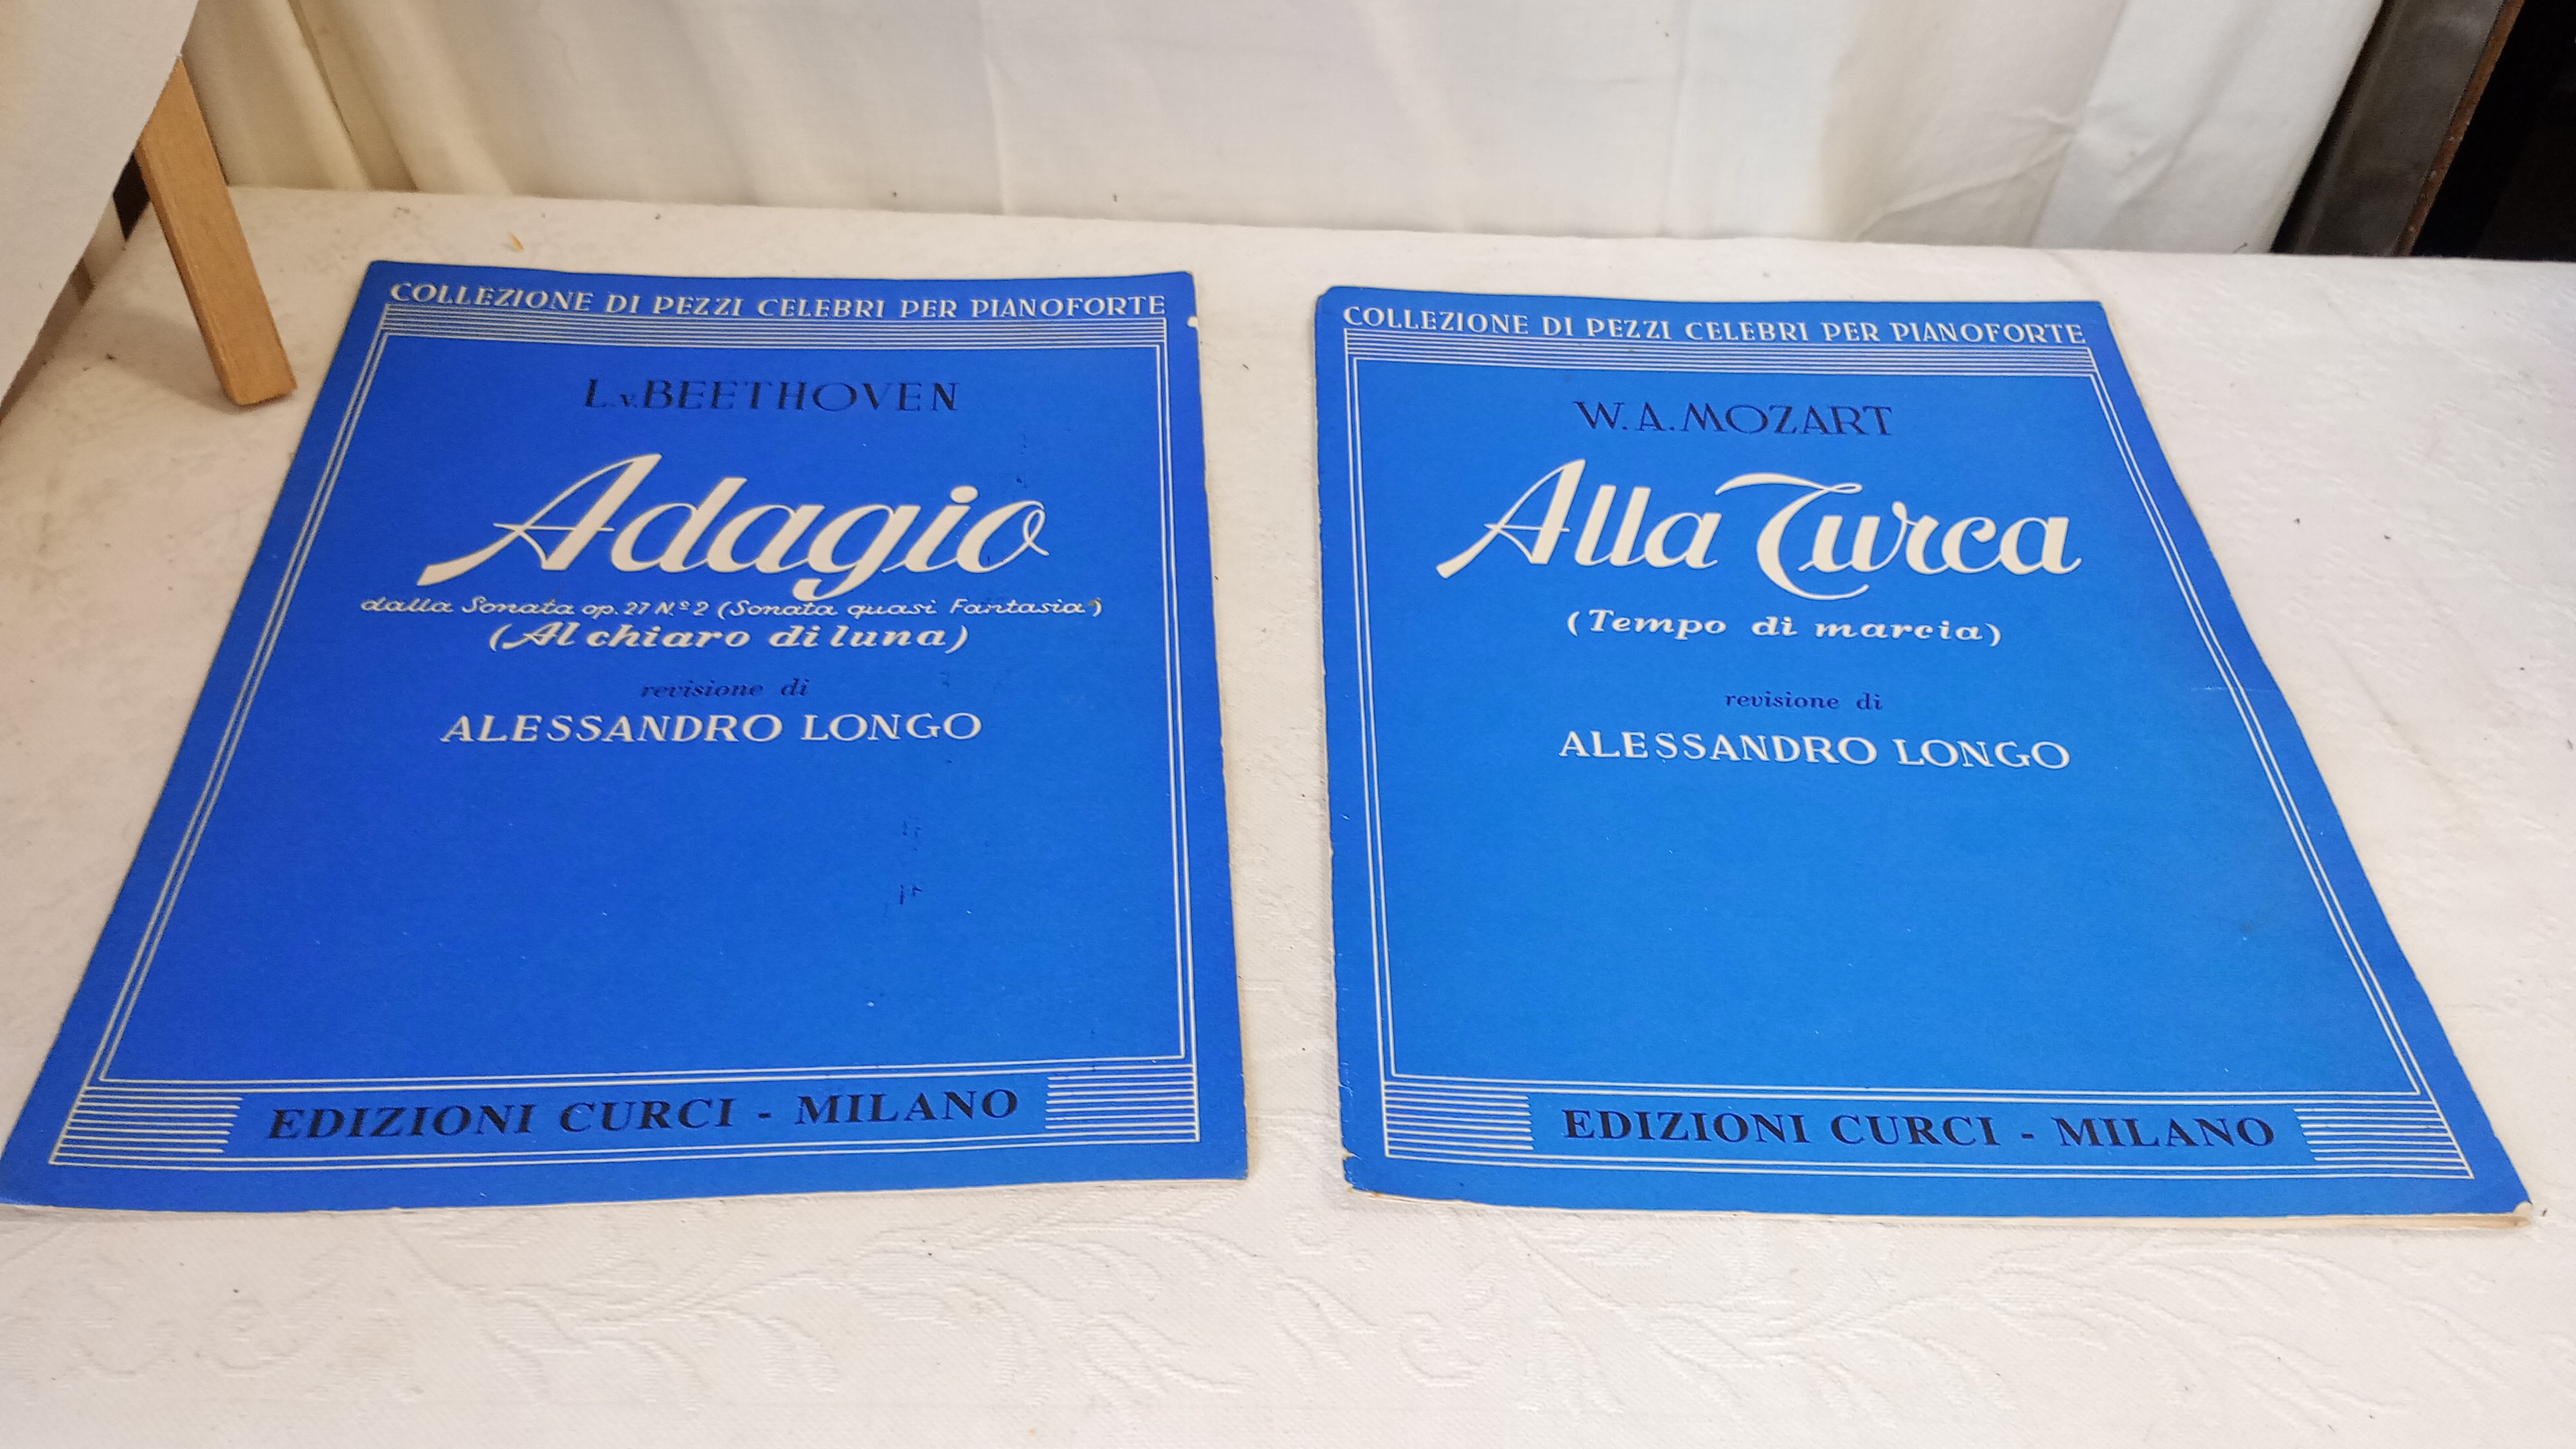 COLLEZIONE DI PEZZI CELEBRI PER PIANOFORTE
L.v.BEETHOVEN
Adagio
dalla Sonata op. 27 N.º 2 (Sonata quasi Fantasia)
(Al chiaro di luna)
revisione di
ALESSANDRO LONGO
EDIZIONI CURCI - MILANO
COLLEZIONE DI PEZZI CELEBRI PER PIANOFORTE
W.A.MOZART
Alla Turca
(Tempo di marcia)
revisione di
ALESSANDRO LONGO
EDIZIONI CURCI - MILANO